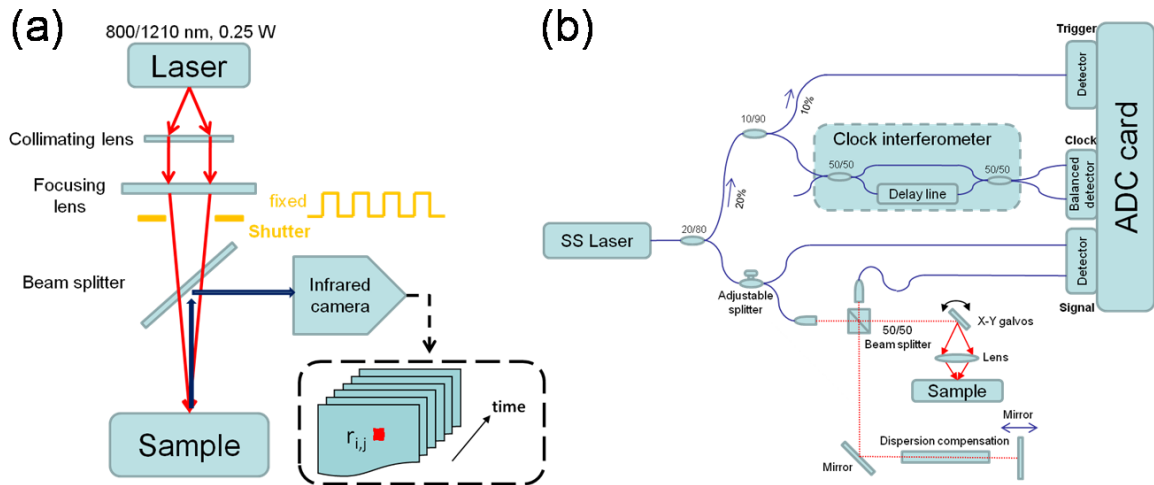 (a)
800/1210 nm, 0.25 W
Laser
Collimating lens
Focusing
lens
fixed
Shutter
Beam splitter
Infrared
camera
Sample
r i,j
time
(b)
Trigger
Detector
10%
10/90
Clock interferometer
Clock
50/50
50/50
Delay line
Balanced
detector
ADC card
20%
SS Laser
20/80
Adjustable
splitter
Detector
Signal
50/50
Beam splitter
X-Y galvos
Lens
Sample
Mirror
Dispersion compensation
Mirror